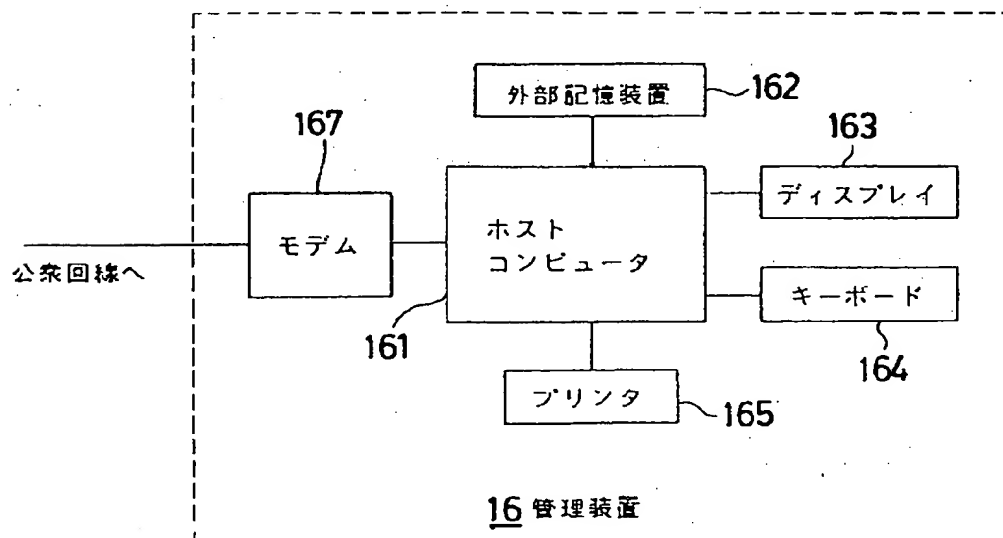 外部記憶装置
162
167
163
ディスプレイ
モデム
ホスト
コンピュータ
公衆回線へ
キーボード
161
164
プリンタ
165
16 管理装置